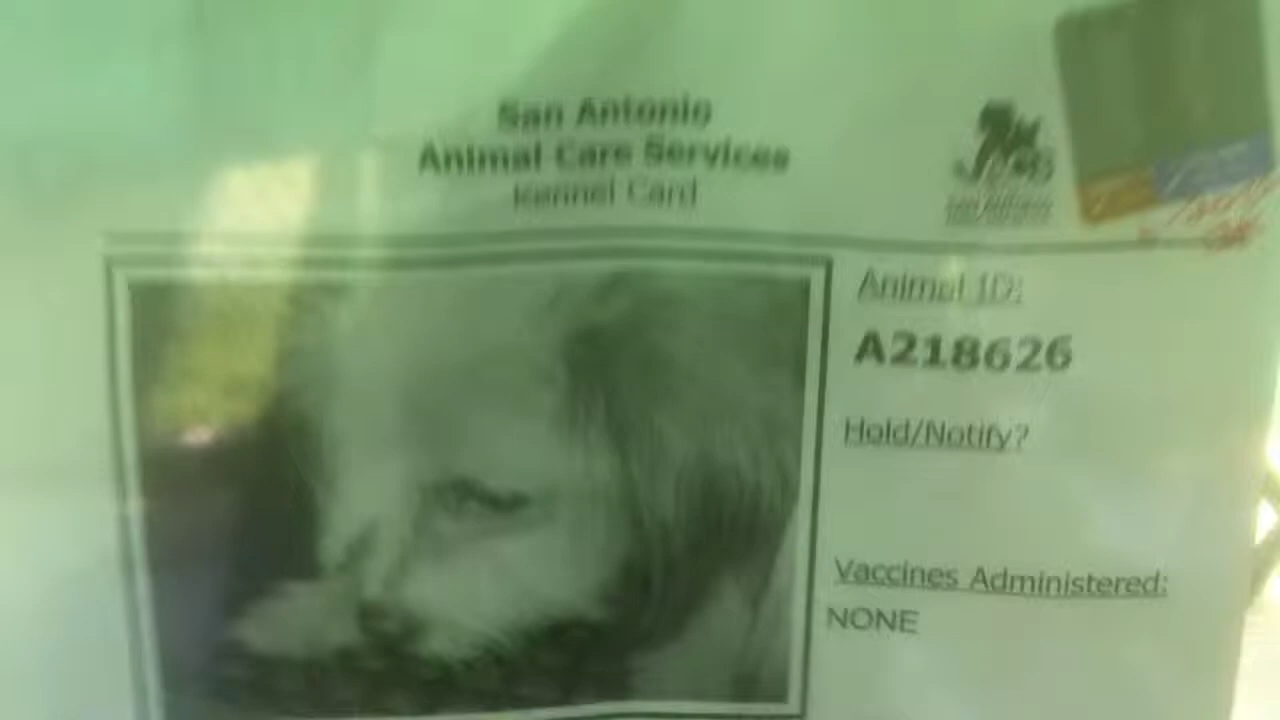 San Antonio
Animal Care Services
Kennel Card
Animal ID:
A218626
Hold/Notify?
Vaccines Administered:
NONE